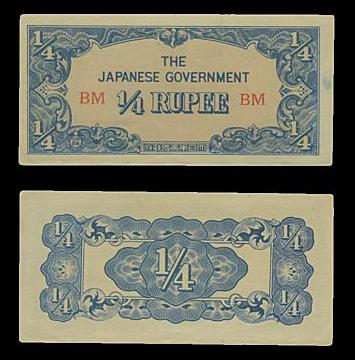 1/4 1/4
THE
JAPANESE GOVERNMENT
BM 1/4 RUPEE BM
1/4 1/4
1/4 1/4
1/4
1/4 1/4